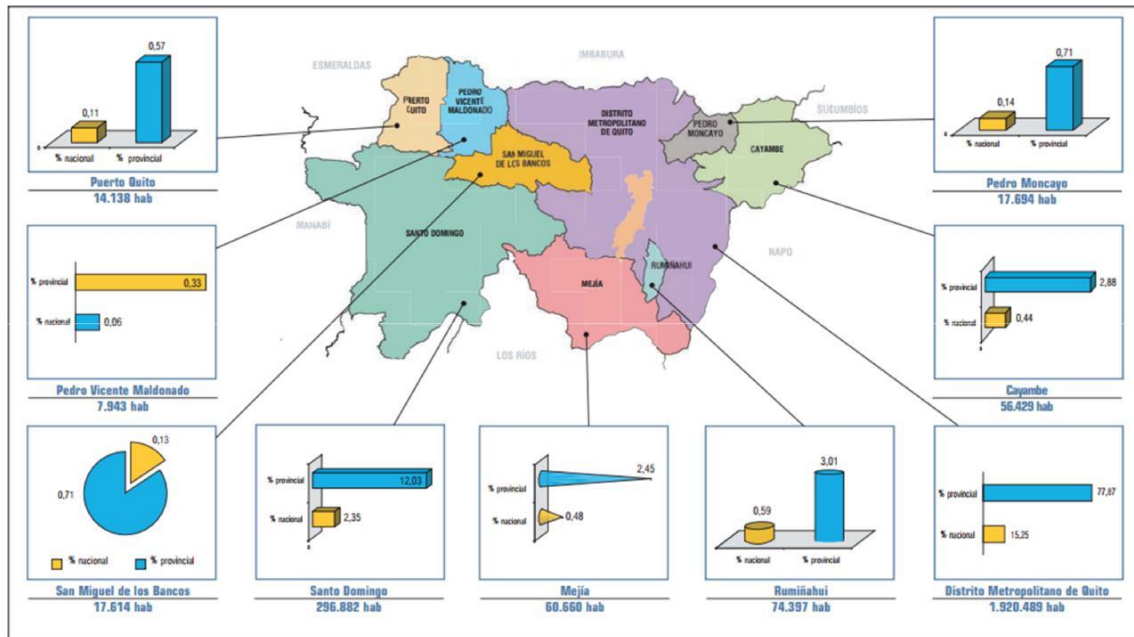 0,57
0,11
0
% nacional
% provincial
Puerto Quito
14.138 hab
ESMERALDAS
IMBABURA
SUCUMBÍOS
MANABÍ
NAPO
LOS RÍOS
PUERTO
QUITO
PEDRO
VICENTE
MALDONADO
SAN MIGUEL
DE LOS BANCOS
DISTRITO
METROPOLITANO
DE QUITO
PEDRO
MONCAYO
CAYAMBE
SANTO DOMINGO
MEJÍA
RUMIÑAHUI
0,71
0,14
0
% nacional
% provincial
Pedro Moncayo
17.694 hab
% provincial
0,33
% nacional
0,06
Pedro Vicente Maldonado
7.943 hab
% provincial
2,88
% nacional
0,44
0
Cayambe
56.429 hab
0,13
0,71
% nacional
% provincial
San Miguel de los Bancos
17.614 hab
% provincial
12,03
% nacional
2,35
0
Santo Domingo
296.882 hab
2,45
% provincial
% nacional
0,48
Mejía
60.660 hab
3,01
0,59
% nacional
% provincial
Rumiñahui
74.397 hab
% provincial
77,87
% nacional
15,25
Distrito Metropolitano de Quito
1.920.489 hab